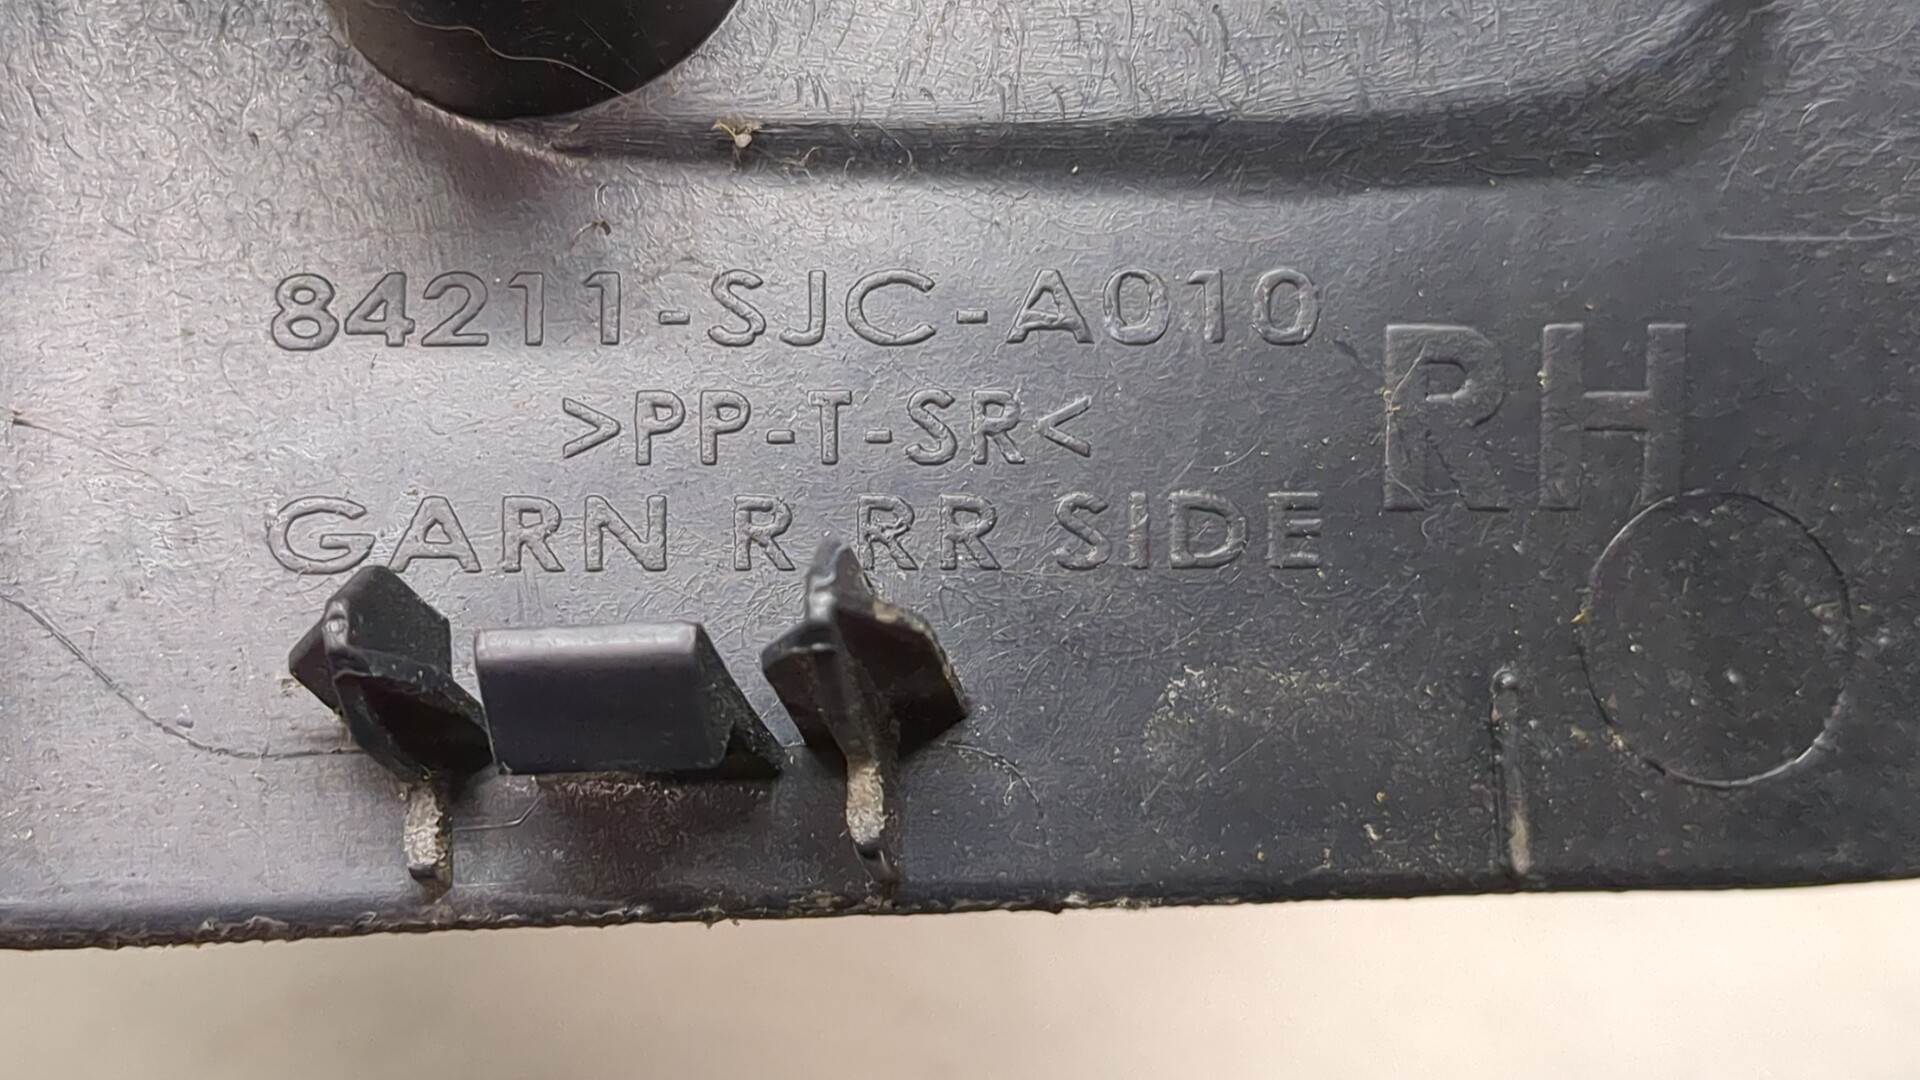 84211-SJC-A010
>PP-T-SR<
GARN R RR SIDE
RH